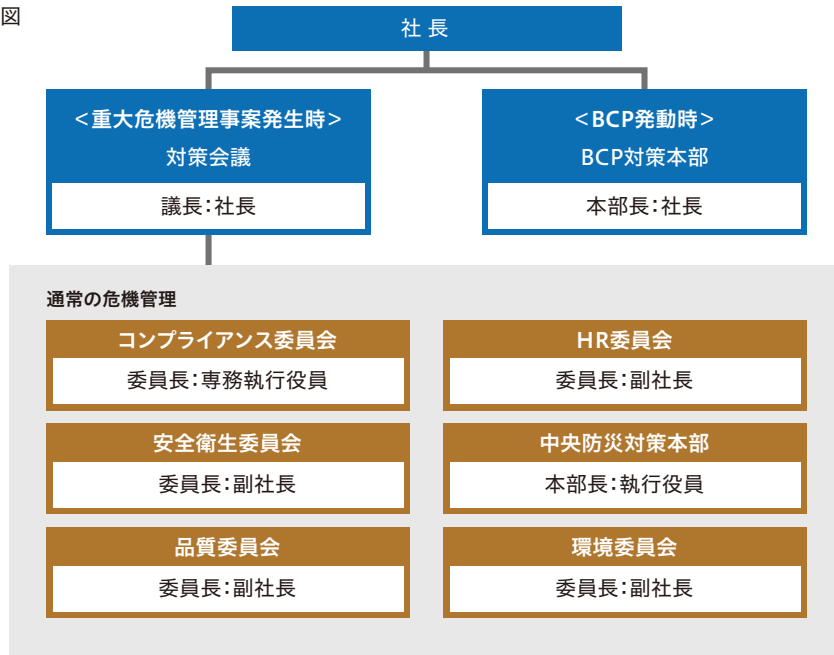 図
社 長
<重大危機管理事案発生時>
対策会議
議長：社長
<BCP発動時>
BCP対策本部
本部長：社長
通常の危機管理
コンプライアンス委員会
委員長：専務執行役員
HR委員会
委員長：副社長
安全衛生委員会
委員長：副社長
中央防災対策本部
本部長：執行役員
品質委員会
委員長：副社長
環境委員会
委員長：副社長